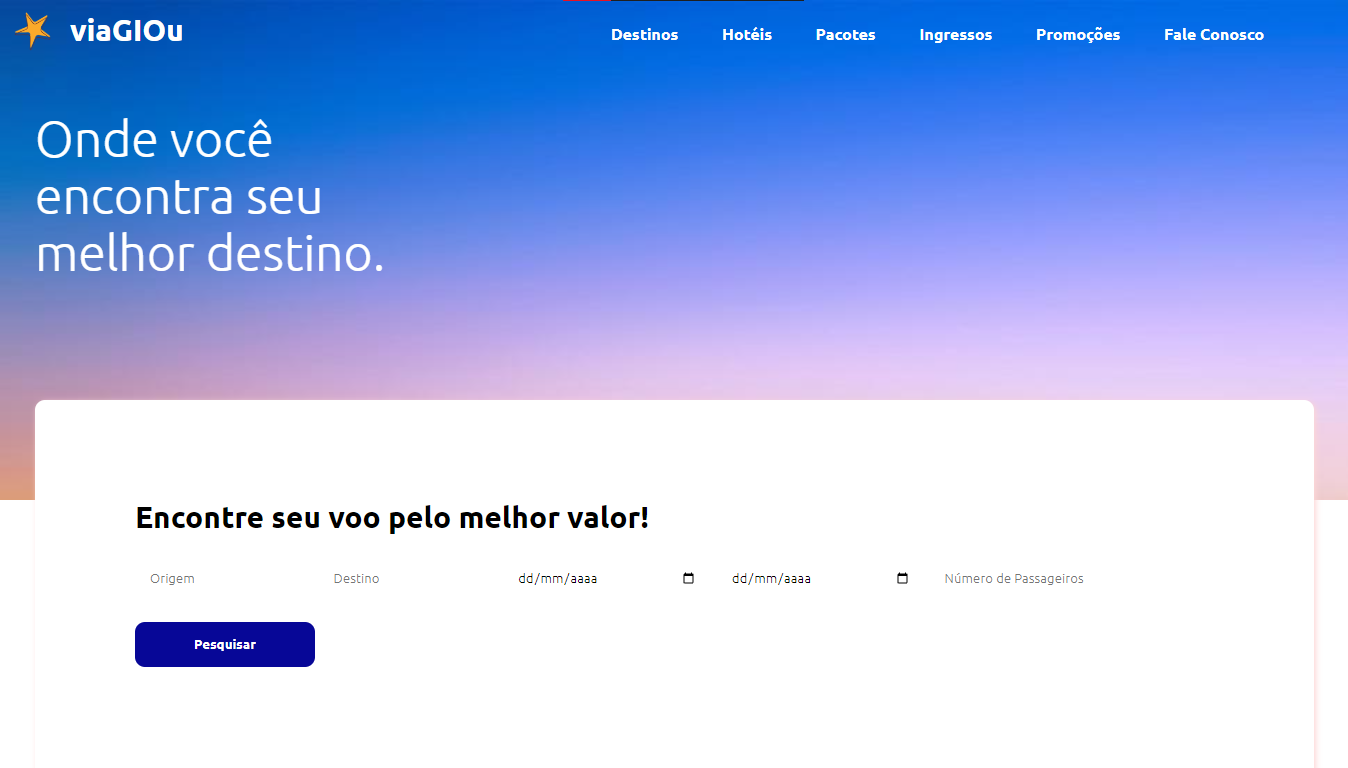 viaGIOu
Destinos Hotéis Pacotes Ingressos Promoções Fale Conosco
Onde você
encontra seu
melhor destino.
Encontre seu voo pelo melhor valor!
Origem Destino dd/mm/aaaa dd/mm/aaaa Número de Passageiros
Pesquisar